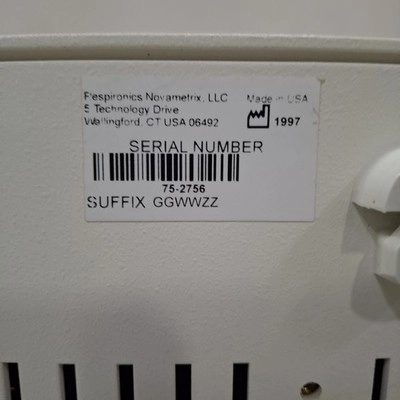 Respironics Novametrix, LLC
5 Technology Drive
Wallingford, CT USA 06492
Made in USA
1997
SERIAL NUMBER
75-2756
SUFFIX GGWWZZ